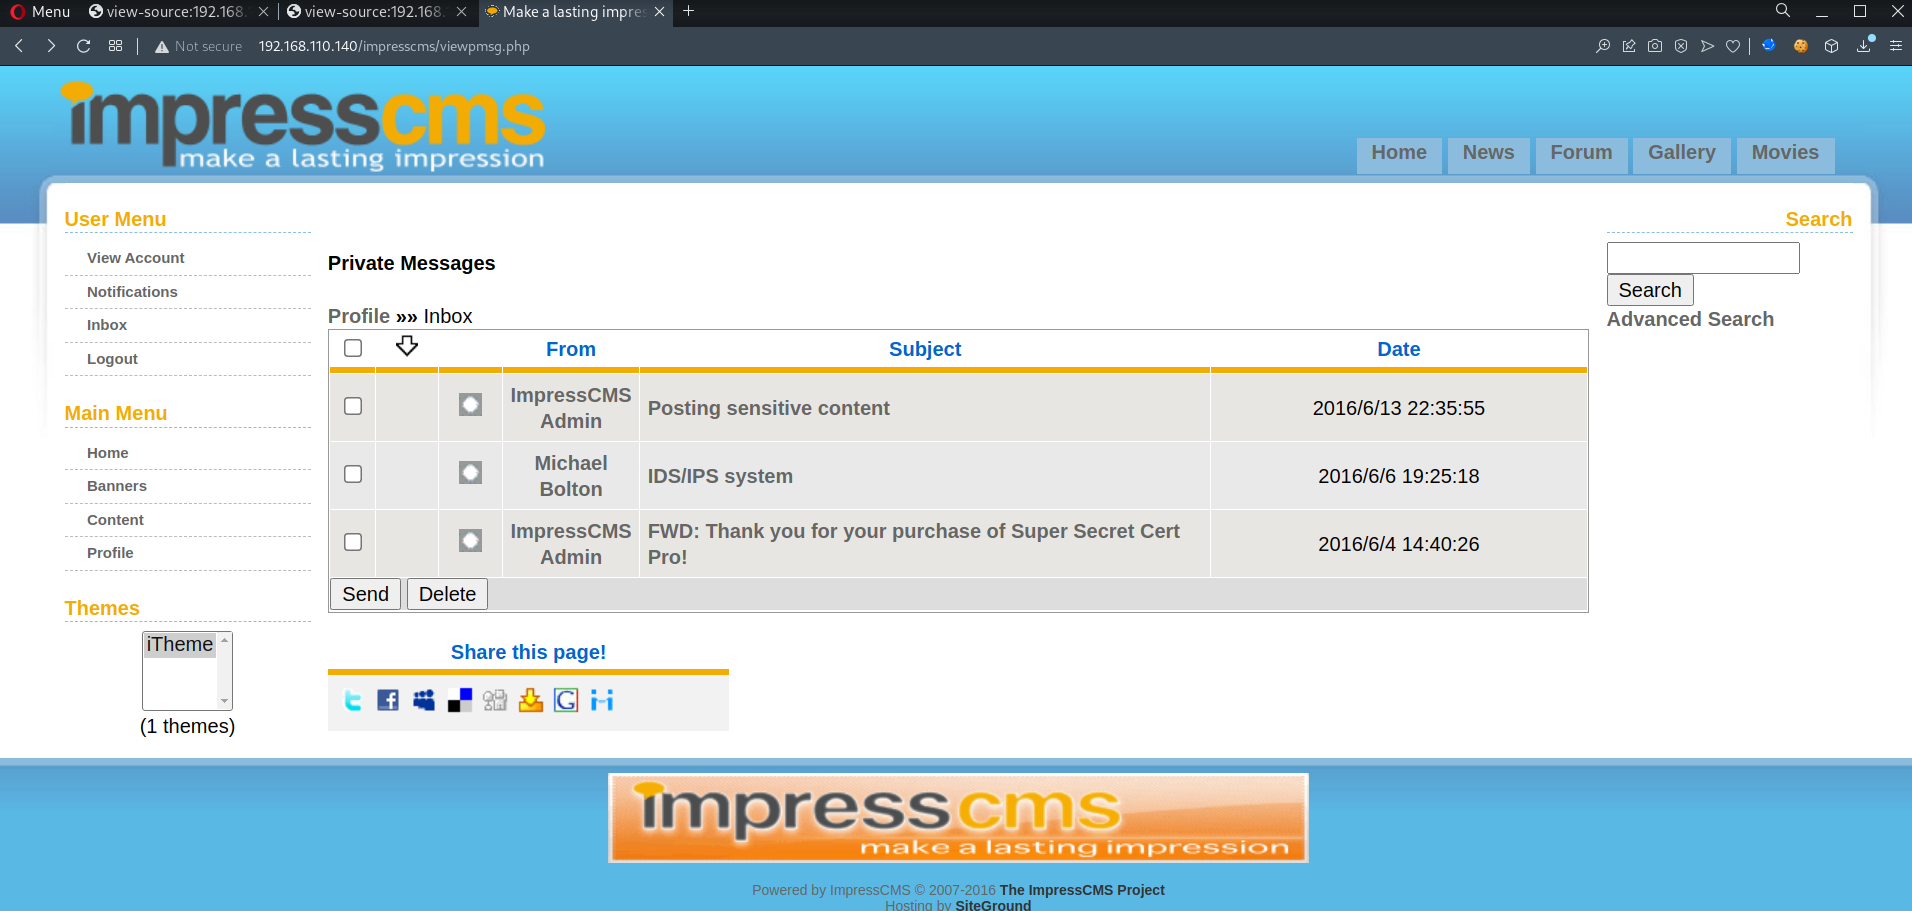 Menu
view-source:192.168.
view-source:192.168.
Make a lasting impres
Not secure
192.168.110.140/impresscms/viewpmsg.php
impresscms
make a lasting impression
Home
News
Forum
Gallery
Movies
User Menu
View Account
Notifications
Inbox
Logout
Main Menu
Home
Banners
Content
Profile
Themes
iTheme
(1 themes)
Private Messages
Profile »» Inbox
From Subject Date
ImpressCMS
Admin
Posting sensitive content
2016/6/13 22:35:55
Michael
Bolton
IDS/IPS system
2016/6/6 19:25:18
ImpressCMS
Admin
FWD: Thank you for your purchase of Super Secret Cert
Pro!
2016/6/4 14:40:26
Send
Delete
Share this page!
Search
Search
Advanced Search
impresscms
make a lasting impression
Powered by ImpressCMS © 2007-2016 The ImpressCMS Project
Hosting by SiteGround